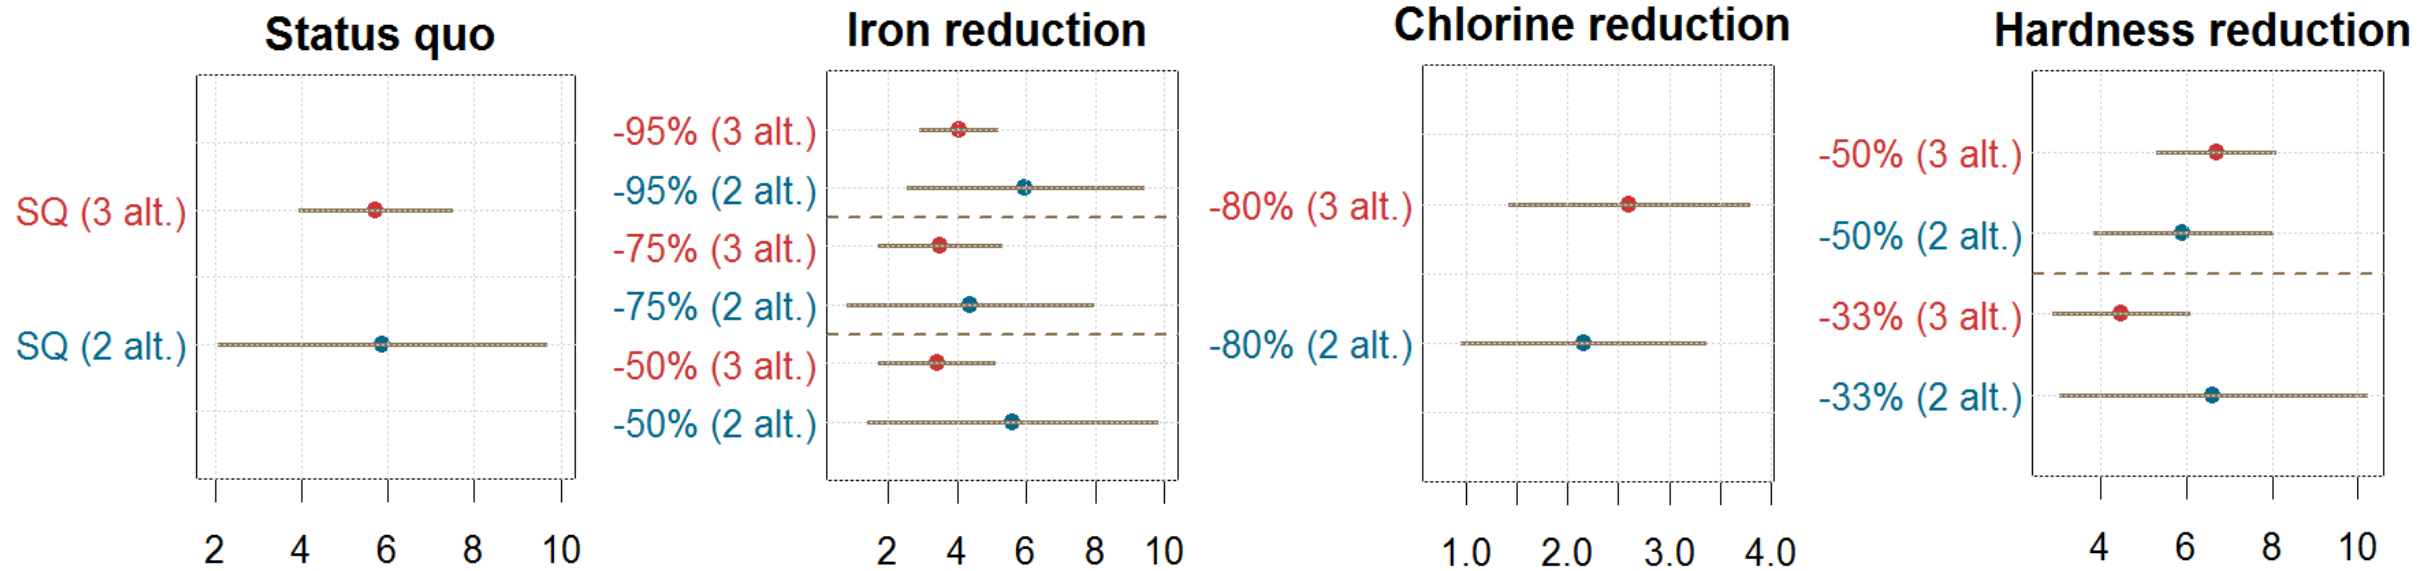 Status quo
SQ (3 alt.)
SQ (2 alt.)
2 4 6 8 10
Iron reduction
-95% (3 alt.)
-95% (2 alt.)
-75% (3 alt.)
-75% (2 alt.)
-50% (3 alt.)
-50% (2 alt.)
2 4 6 8 10
Chlorine reduction
-80% (3 alt.)
-80% (2 alt.)
1.0 2.0 3.0 4.0
Hardness reduction
-50% (3 alt.)
-50% (2 alt.)
-33% (3 alt.)
-33% (2 alt.)
4 6 8 10